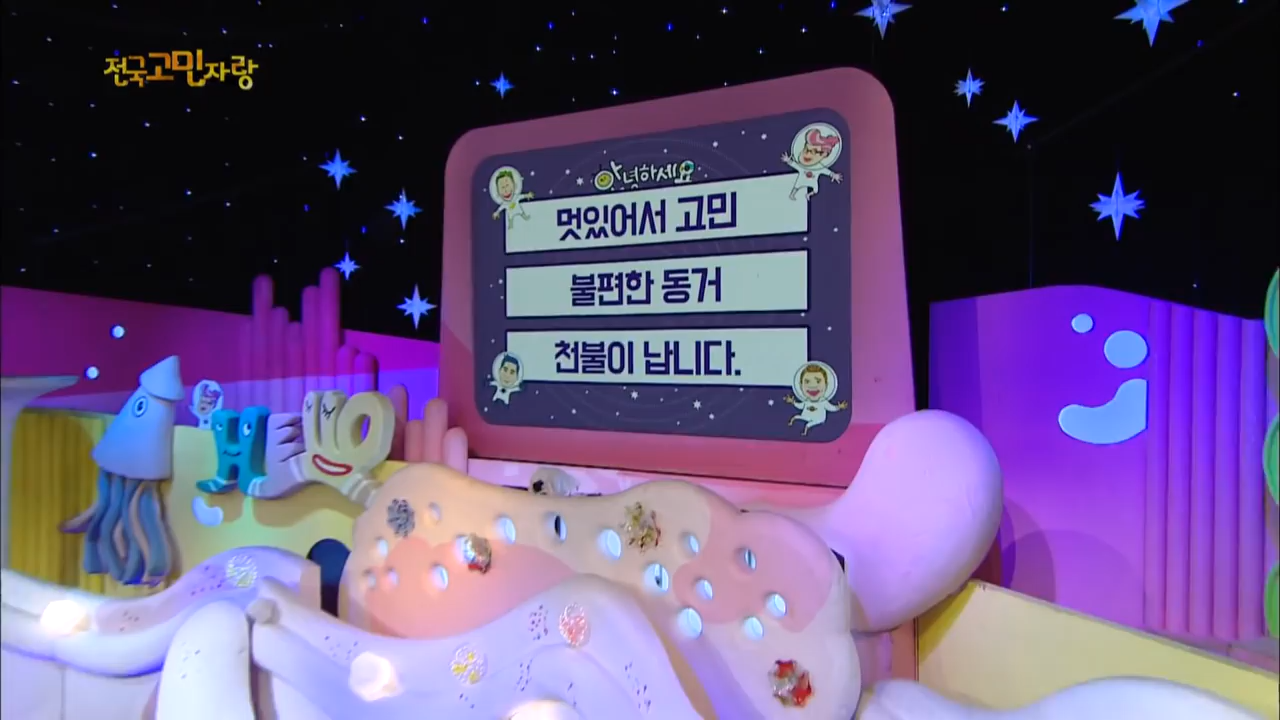 전국고민자랑
안녕하세요
멋있어서 고민
불편한 동거
천불이 납니다.
HELLO